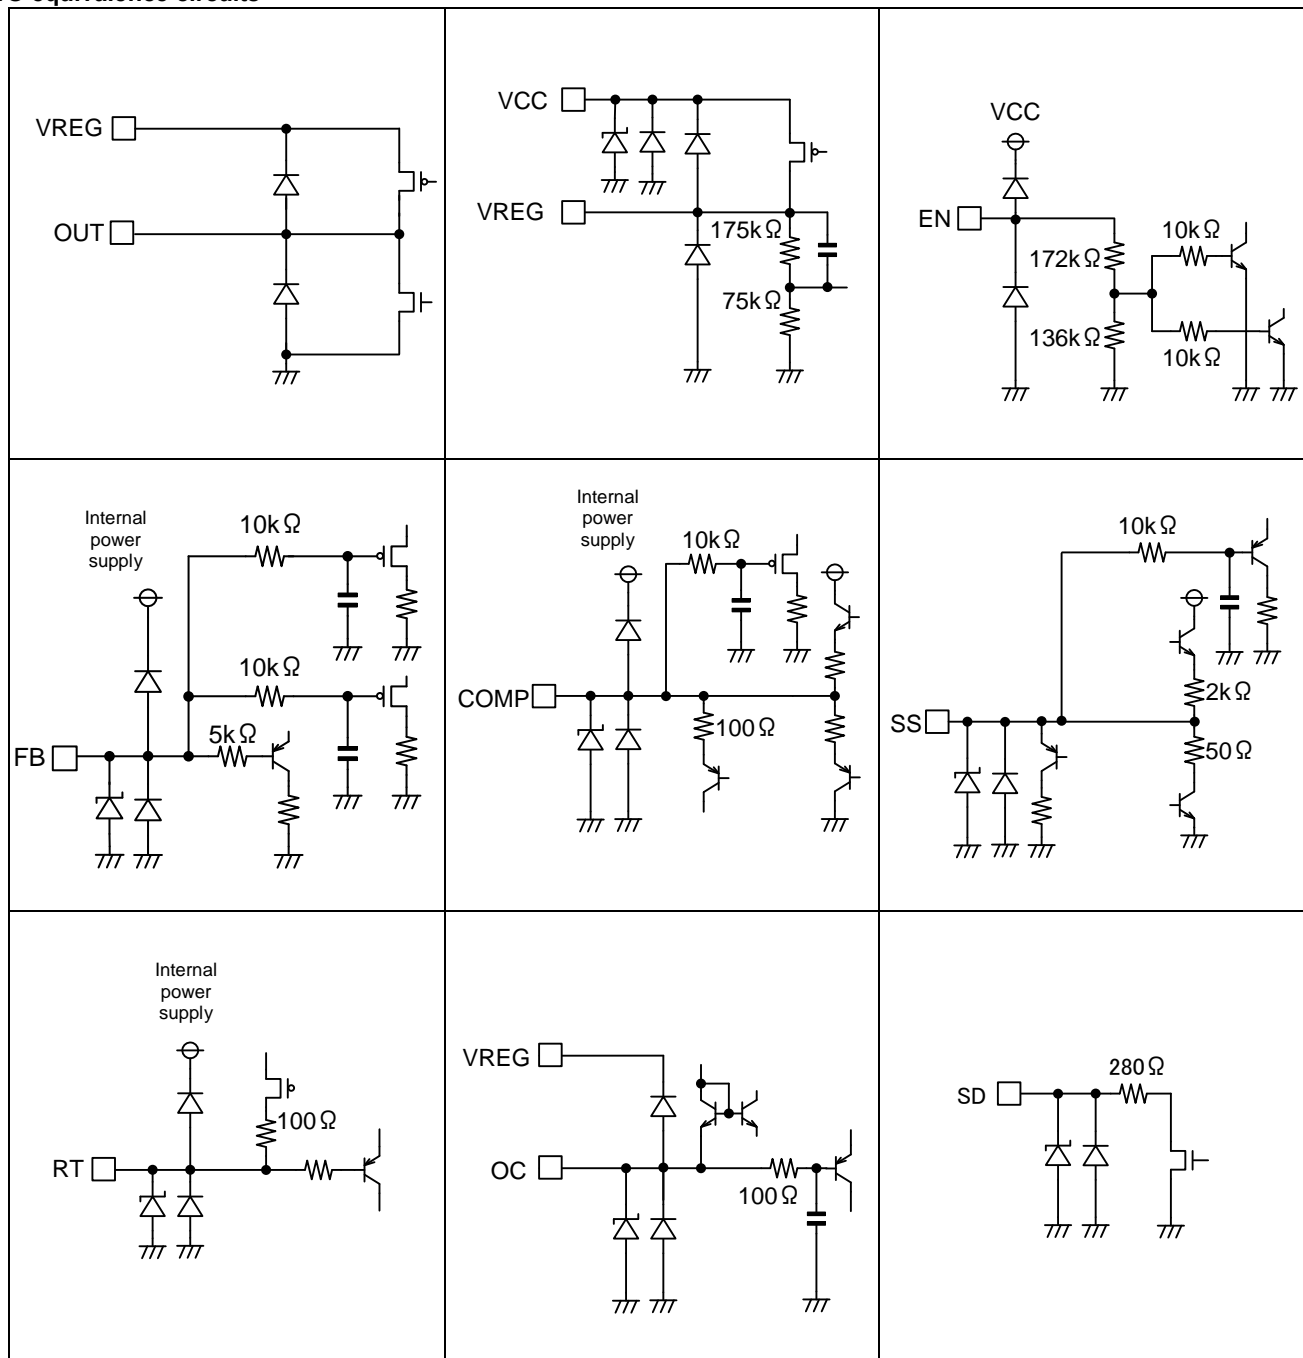 equivalence circuits
VREG
OUT
VCC
VREG
175kΩ
75kΩ
VCC
EN
172kΩ
136kΩ
10kΩ
10kΩ
Internal
power
supply
10kΩ
10kΩ
5kΩ
FB
Internal
power
supply
10kΩ
COMP
100Ω
10kΩ
SS
2kΩ
50Ω
Internal
power
supply
100Ω
RT
VREG
OC
100Ω
280Ω
SD